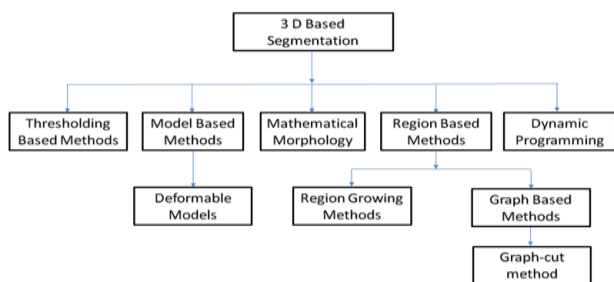 3 D Based
Segmentation
Thresholding
Based Methods
Model Based
Methods
Mathematical
Morphology
Region Based
Methods
Dynamic
Programming
Deformable
Models
Region Growing
Methods
Graph Based
Methods
Graph-cut
method